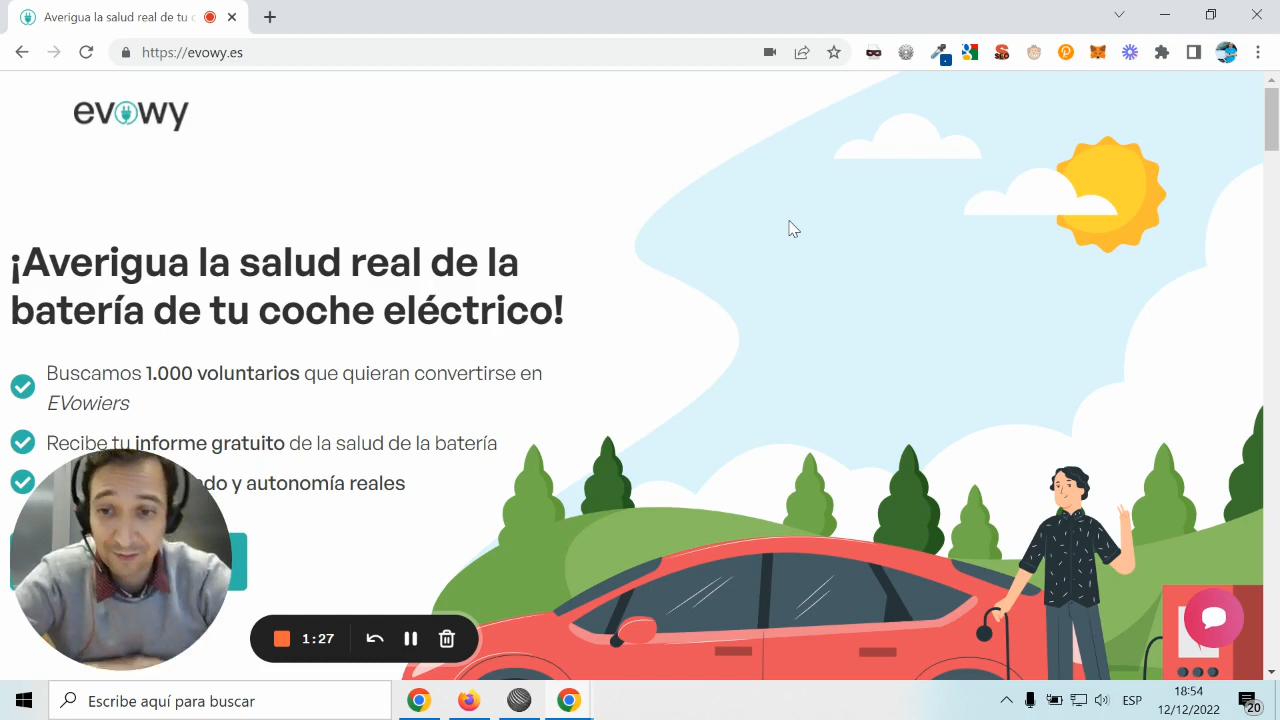 Averigua la salud real de tu c
https://evowy.es
SEO
evowy
¡Averigua la salud real de la
batería de tu coche eléctrico!
Buscamos 1.000 voluntarios que quieran convertirse en
EVowiers
Recibe tu informe gratuito de la salud de la batería
do y autonomía reales
1:27
Escribe aquí para buscar
ESP
18:54
12/12/2022
20